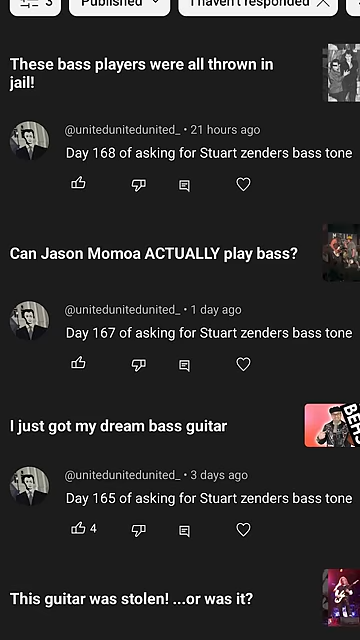 3
Published
I haven't responded
These bass players were all thrown in
jail!
@unitedunitedunited_ • 21 hours ago
Day 168 of asking for Stuart zenders bass tone
Can Jason Momoa ACTUALLY play bass?
@unitedunitedunited_ • 1 day ago
Day 167 of asking for Stuart zenders bass tone
I just got my dream bass guitar
@unitedunitedunited_ • 3 days ago
Day 165 of asking for Stuart zenders bass tone
4
This guitar was stolen! ...or was it?